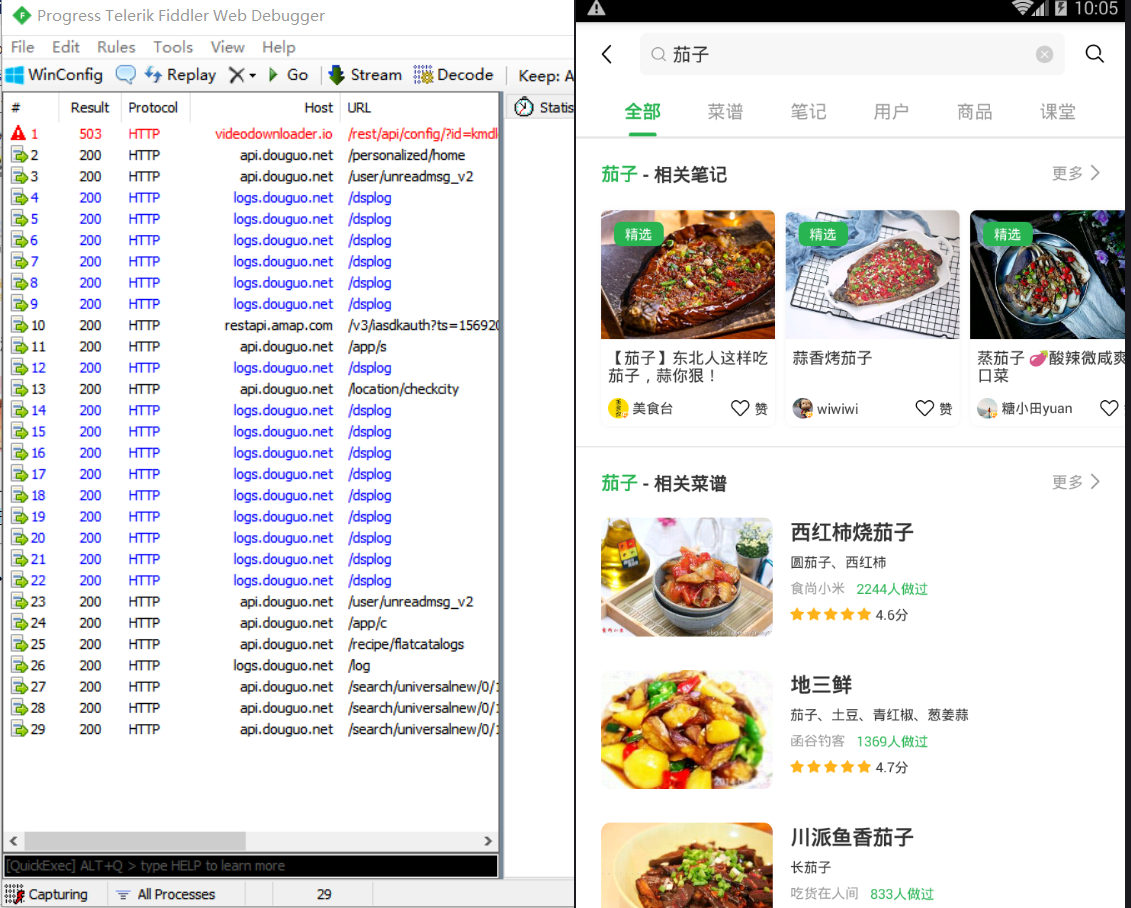 Progress Telerik Fiddler Web Debugger
File Edit Rules Tools View Help
WinConfig Replay Go Stream Decode Keep: A
# Result Protocol Host URL
1 503 HTTP videodownloader.io /rest/api/config/?id=kmdl
2 200 HTTP api.douguo.net /personalized/home
3 200 HTTP api.douguo.net /user/unreadmsg_v2
4 200 HTTP logs.douguo.net /dsplog
5 200 HTTP logs.douguo.net /dsplog
6 200 HTTP logs.douguo.net /dsplog
7 200 HTTP logs.douguo.net /dsplog
8 200 HTTP logs.douguo.net /dsplog
9 200 HTTP logs.douguo.net /dsplog
10 200 HTTP restapi.amap.com /v3/iasdkauth?ts=156920
11 200 HTTP api.douguo.net /app/s
12 200 HTTP logs.douguo.net /dsplog
13 200 HTTP api.douguo.net /location/checkcity
14 200 HTTP logs.douguo.net /dsplog
15 200 HTTP logs.douguo.net /dsplog
16 200 HTTP logs.douguo.net /dsplog
17 200 HTTP logs.douguo.net /dsplog
18 200 HTTP logs.douguo.net /dsplog
19 200 HTTP logs.douguo.net /dsplog
20 200 HTTP logs.douguo.net /dsplog
21 200 HTTP logs.douguo.net /dsplog
22 200 HTTP logs.douguo.net /dsplog
23 200 HTTP api.douguo.net /user/unreadmsg_v2
24 200 HTTP api.douguo.net /app/c
25 200 HTTP api.douguo.net /recipe/flatcatalogs
26 200 HTTP logs.douguo.net /log
27 200 HTTP api.douguo.net /search/universalnew/0/
28 200 HTTP api.douguo.net /search/universalnew/0/
29 200 HTTP api.douguo.net /search/universalnew/0/
[QuickExec] ALT+Q > type HELP to learn more
Capturing All Processes 29
Statis
10:05
茄子
全部 菜谱 笔记 用户 商品 课堂
茄子 - 相关笔记 更多
精选 精选 精选
【茄子】东北人这样吃
茄子，蒜你狠！
美食台 赞
蒜香烤茄子
wiwiwi 赞
蒸茄子 🍆酸辣微咸爽
口菜
糖小田yuan
茄子 - 相关菜谱 更多
西红柿烧茄子
圆茄子、西红柿
食尚小米 2244人做过
4.6分
地三鲜
茄子、土豆、青红椒、葱姜蒜
函谷钓客 1369人做过
4.7分
川派鱼香茄子
长茄子
吃货在人间 833人做过